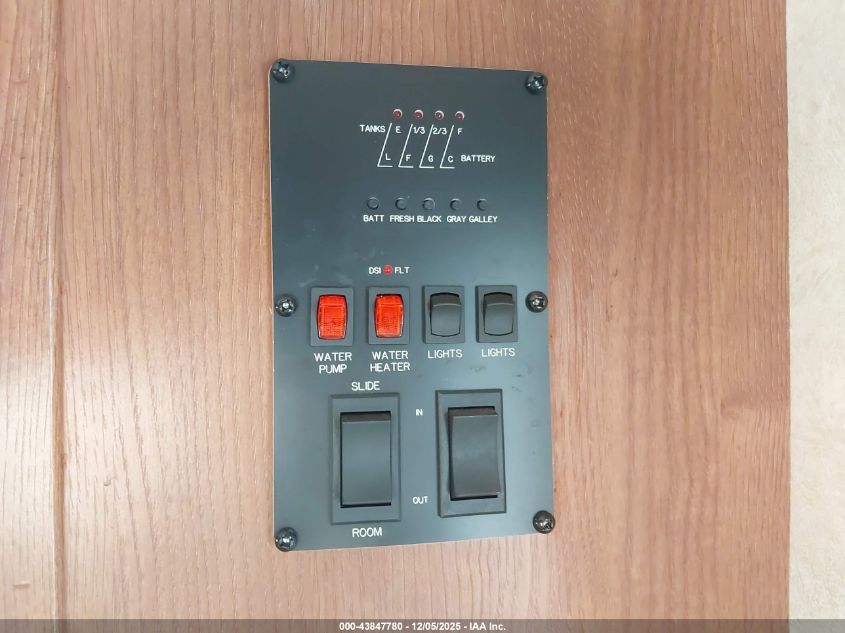 TANKS E 1/3 2/3 F
L F G C BATTERY
BATT FRESH BLACK GRAY GALLEY
DSI FLT
WATER PUMP
WATER HEATER
LIGHTS
LIGHTS
SLIDE
IN
OUT
ROOM
000-43847780 - 12/05/2025 - IAA Inc.